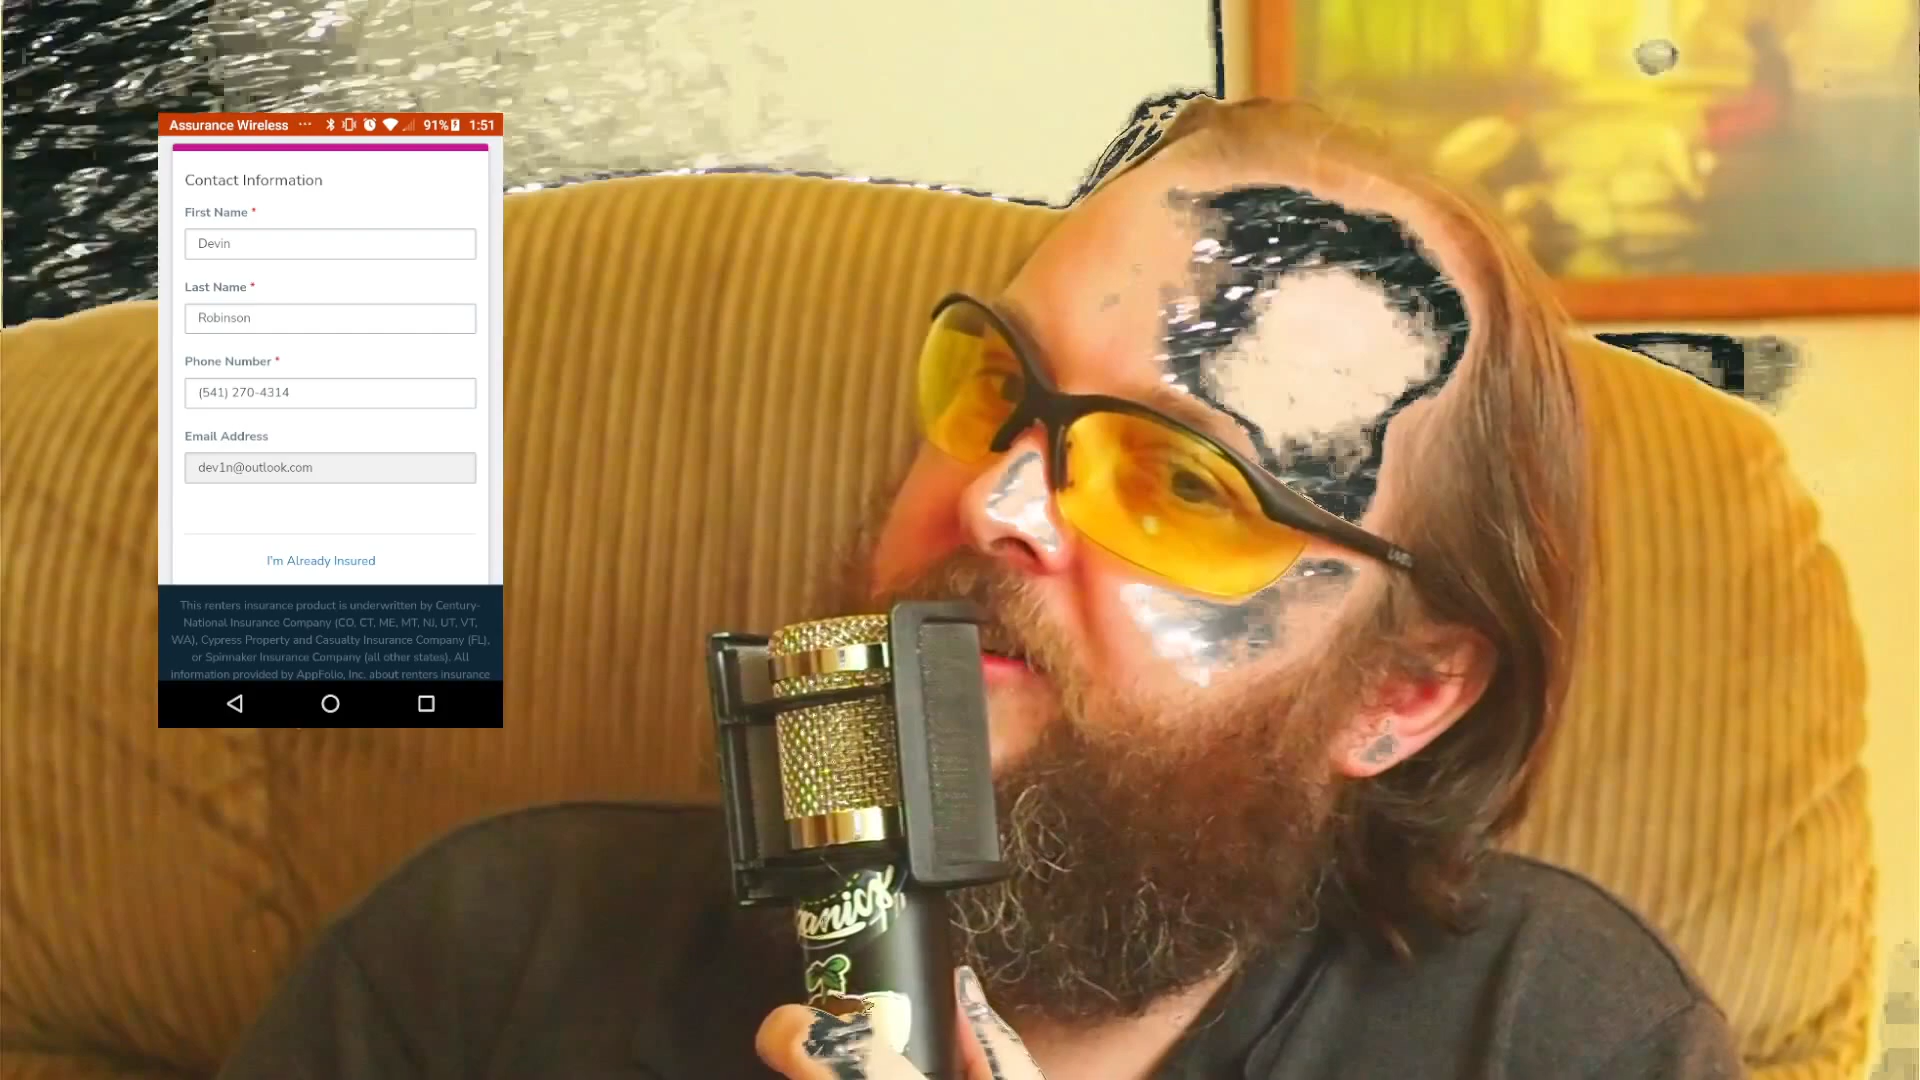 Assurance Wireless ... 91% 1:51
Contact Information
First Name *
Devin
Last Name *
Robinson
Phone Number *
(541) 270-4314
Email Address
dev1n@outlook.com
I'm Already Insured
This renters insurance product is underwritten by Century-
National Insurance Company (CO, CT, ME, MT, NJ, UT, VT,
WA), Cypress Property and Casualty Insurance Company (FL),
or Spinnaker Insurance Company (all other states). All
information provided by AppFolio, Inc. about renters insurance